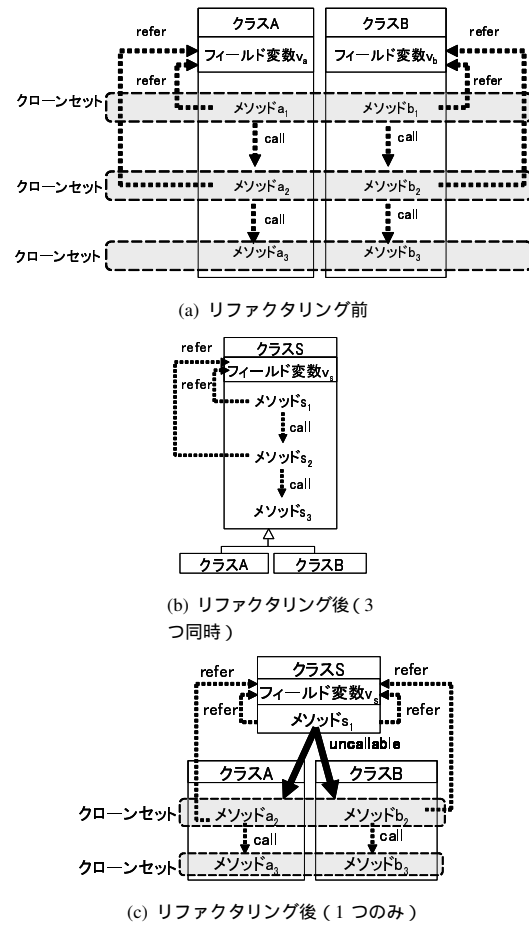 refer
クラスA
クラスB
refer
フィールド変数va
フィールド変数vb
refer
refer
クローンセット
メソッドa1
メソッドb1
call
call
クローンセット
メソッドa2
メソッドb2
call
call
クローンセット
メソッドa3
メソッドb3
(a) リファクタリング前
refer
クラスS
フィールド変数vs
refer
メソッドs1
call
メソッドs2
call
メソッドs3
クラスA
クラスB
(b) リファクタリング後(3
つ同時)
refer
クラスS
refer
フィールド変数vs
refer
メソッドs1
refer
uncallable
クラスA
クラスB
クローンセット
メソッドa2
メソッドb2
call
call
クローンセット
メソッドa3
メソッドb3
(c) リファクタリング後(1 つのみ)